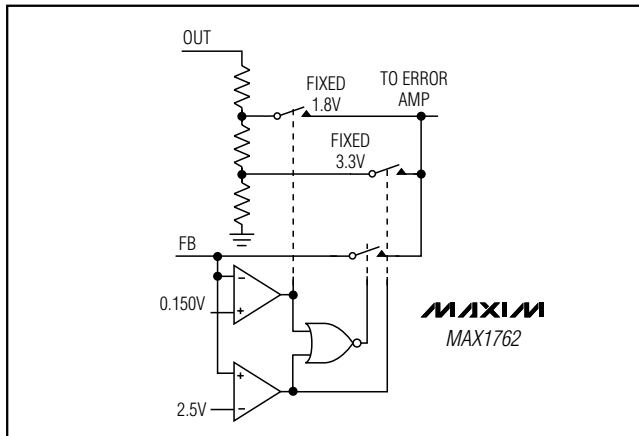 OUT
FIXED
1.8V
TO ERROR
AMP
FIXED
3.3V
FB
−
+
0.150V
+
−
2.5V
MAXIM
MAX1762